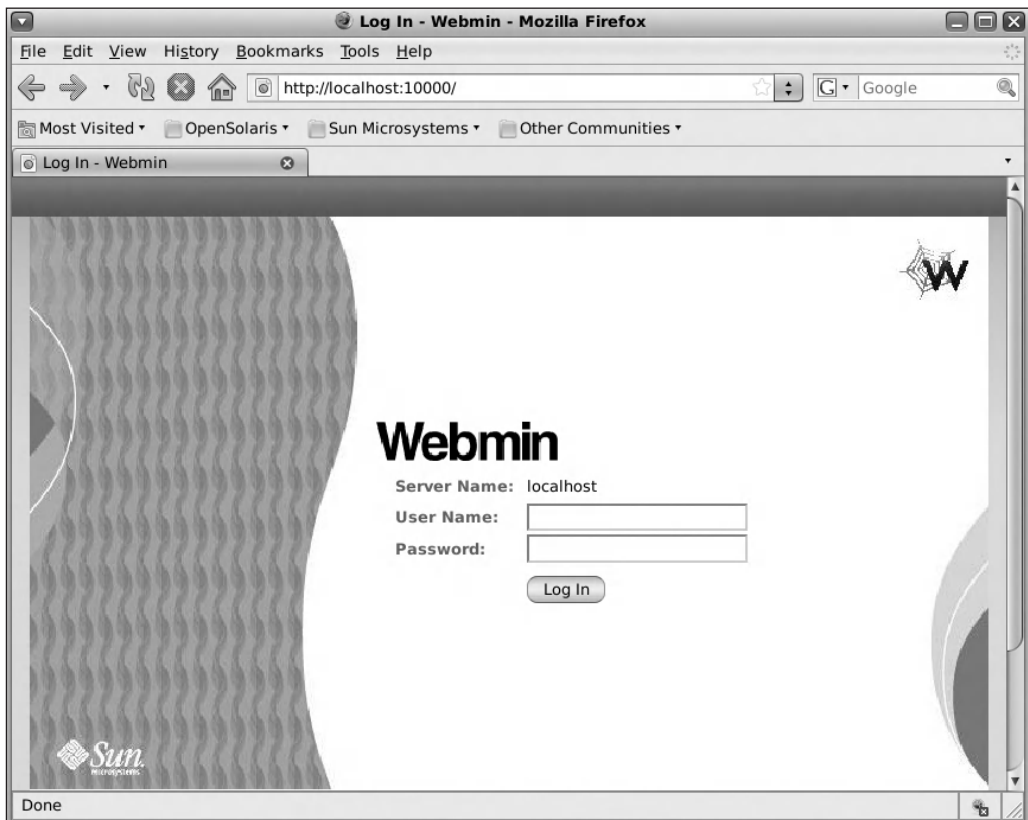 Log In - Webmin - Mozilla Firefox
File Edit View History Bookmarks Tools Help
http://localhost:10000/
G Google
Most Visited OpenSolaris Sun Microsystems Other Communities
Log In - Webmin
W
Webmin
Server Name: localhost
User Name:
Password:
Log In
Sun
microsystems
Done